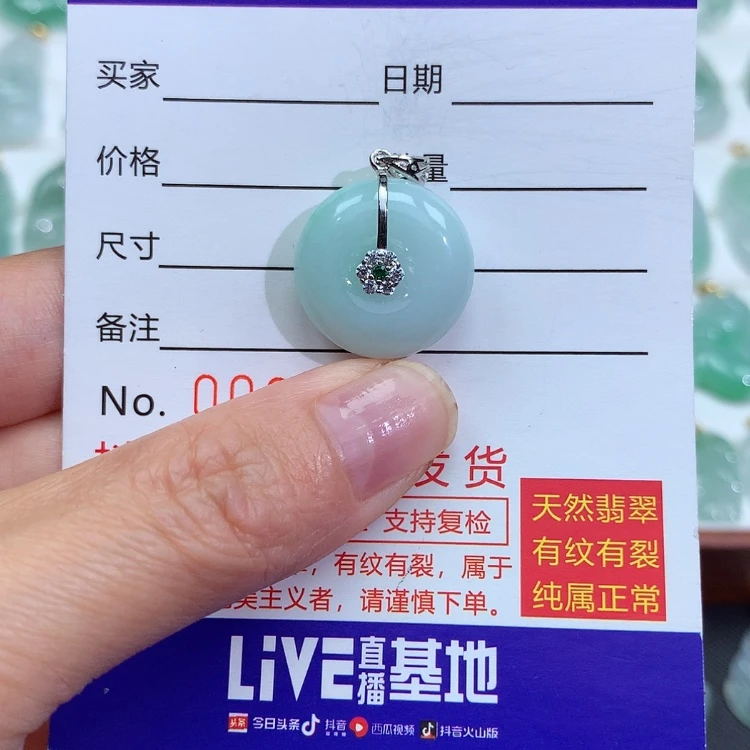 买家 日期
价格 量
尺寸
备注
No. 00
发货
支持复检
天然翡翠
有纹有裂
纯属正常
，有纹有裂，属于
美主义者，请谨慎下单。
LiVE直播基地
头条 今日头条 抖音 西瓜视频 抖音火山版